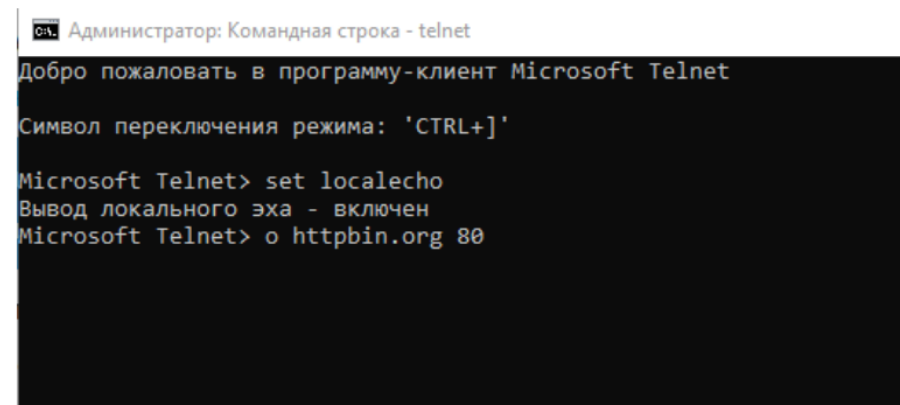 Администратор: Командная строка - telnet
Добро пожаловать в программу-клиент Microsoft Telnet
Символ переключения режима: 'CTRL+]'
Microsoft Telnet> set localecho
Вывод локального эха - включен
Microsoft Telnet> o httpbin.org 80